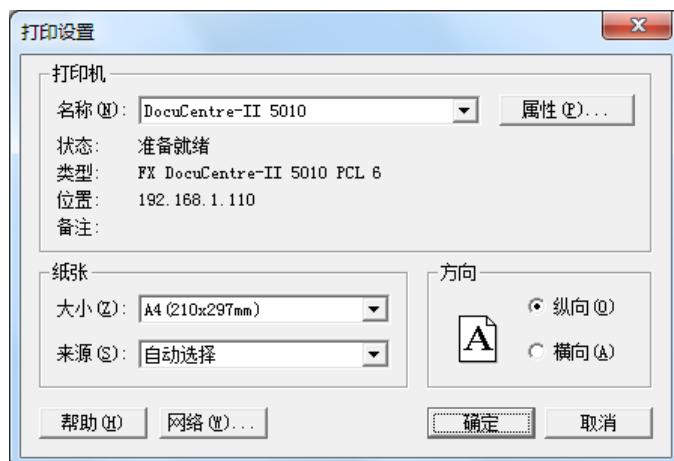 打印设置
打印机
名称(N): DocuCentre-II 5010 属性(P)...
状态: 准备就绪
类型: FX DocuCentre-II 5010 PCL 6
位置: 192.168.1.110
备注:
纸张
大小(Z): A4(210x297mm)
来源(S): 自动选择
方向
A
纵向(O)
横向(A)
帮助(H) 网络(W)... 确定 取消